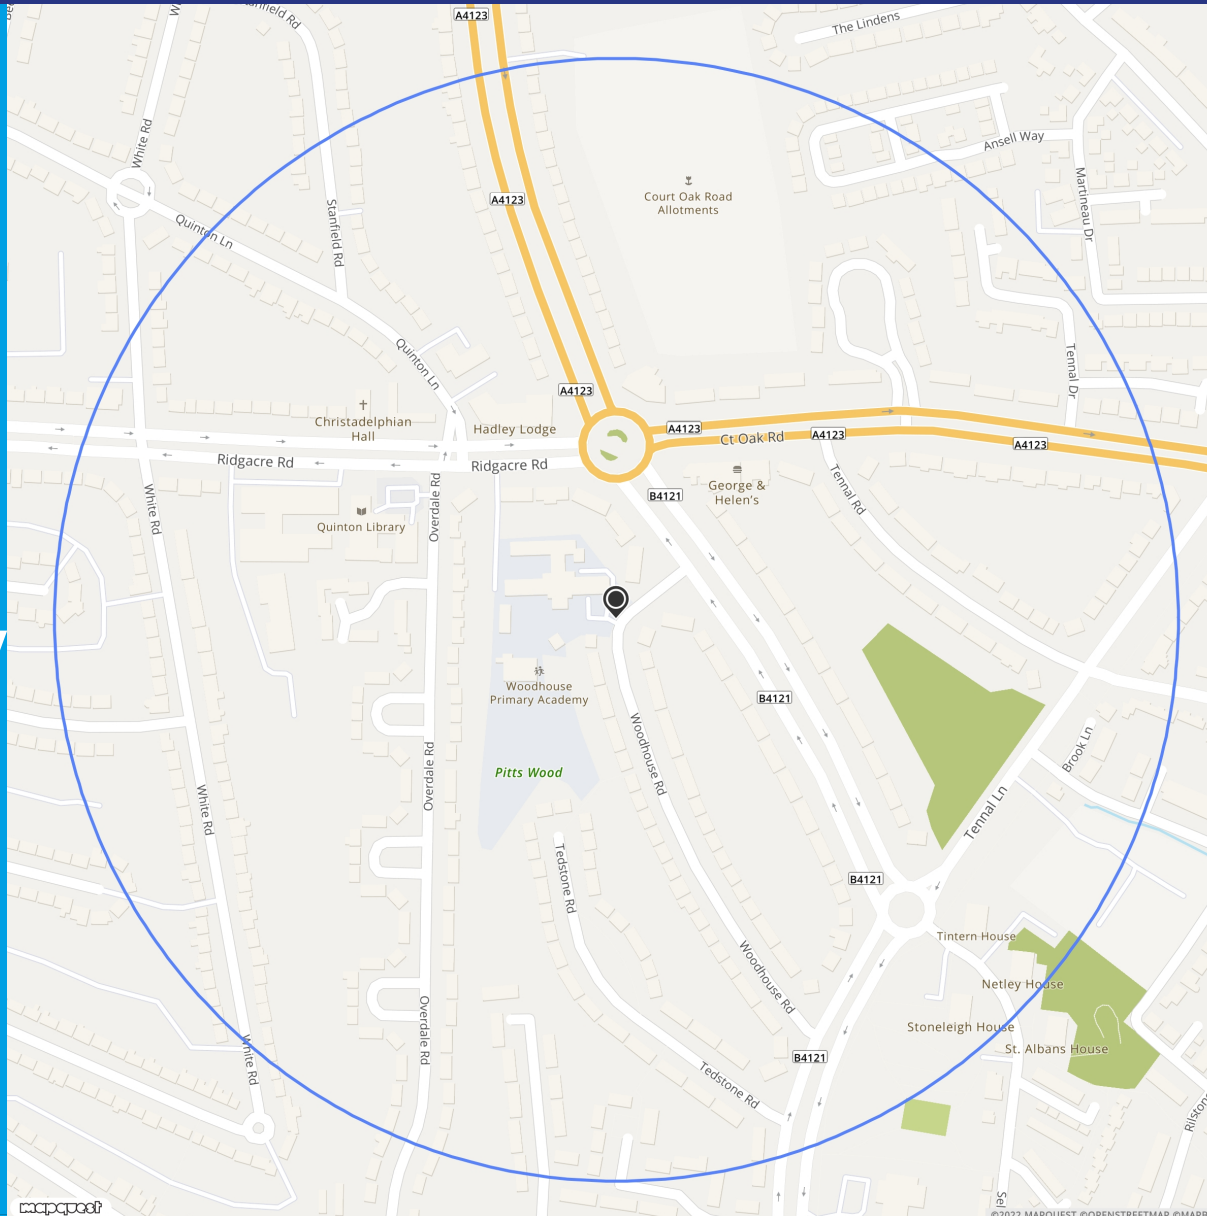 A4123
The Lindens
White Rd
Ansell Way
Martineau Dr
Court Oak Road
Allotments
A4123
Stanfield Rd
Quinton Ln
Quinton Ln
Tennal Dr
A4123
Christadelphian
Hall
Hadley Lodge
A4123
Ct Oak Rd
A4123
A4123
Ridgacre Rd
Ridgacre Rd
George &
Helen's
B4121
Tennal Rd
White Rd
Overdale Rd
Quinton Library
Woodhouse
Primary Academy
B4121
Woodhouse Rd
Brook Ln
Pitts Wood
Overdale Rd
White Rd
Tennal Ln
Tedstone Rd
B4121
Tintern House
Woodhouse Rd
Netley House
Overdale Rd
Stoneleigh House
St. Albans House
White Rd
B4121
Tedstone Rd
mapquest
©2022 MAPQUEST ©OPENSTREETMAP